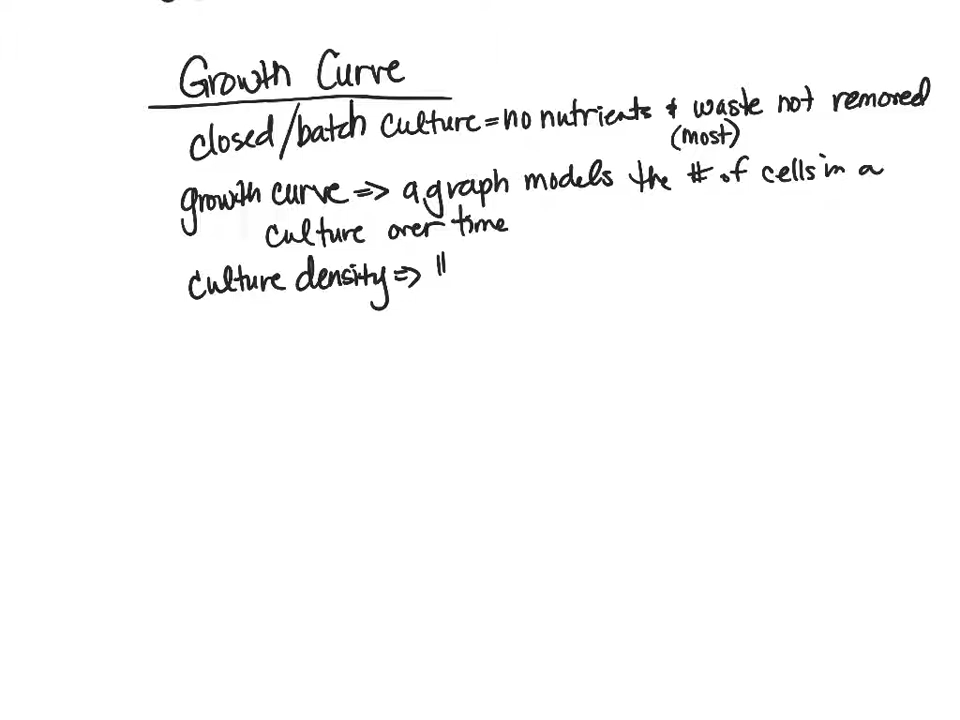 Growth Curve
closed/batch culture = no nutrients & waste not removed
(most)
growth curve => a graph models the # of cells in a
culture over time
culture density => "